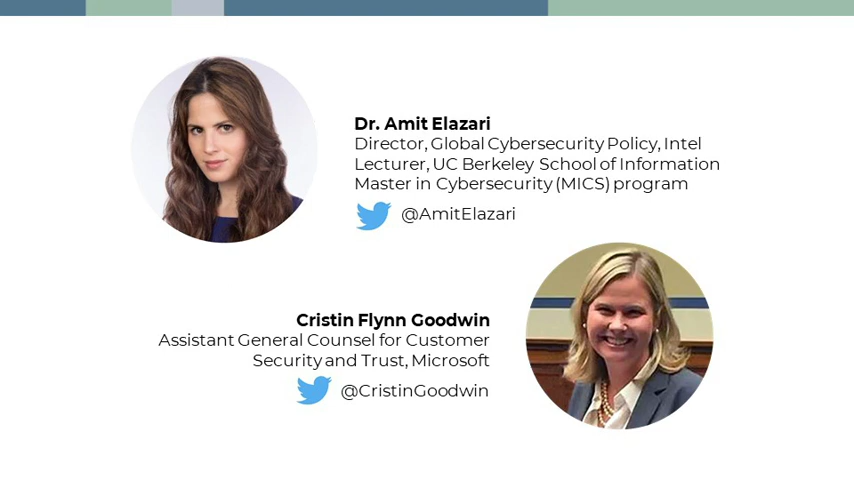 Dr. Amit Elazari
Director, Global Cybersecurity Policy, Intel
Lecturer, UC Berkeley School of Information
Master in Cybersecurity (MICS) program
@AmitElazari
Cristin Flynn Goodwin
Assistant General Counsel for Customer
Security and Trust, Microsoft
@CristinGoodwin